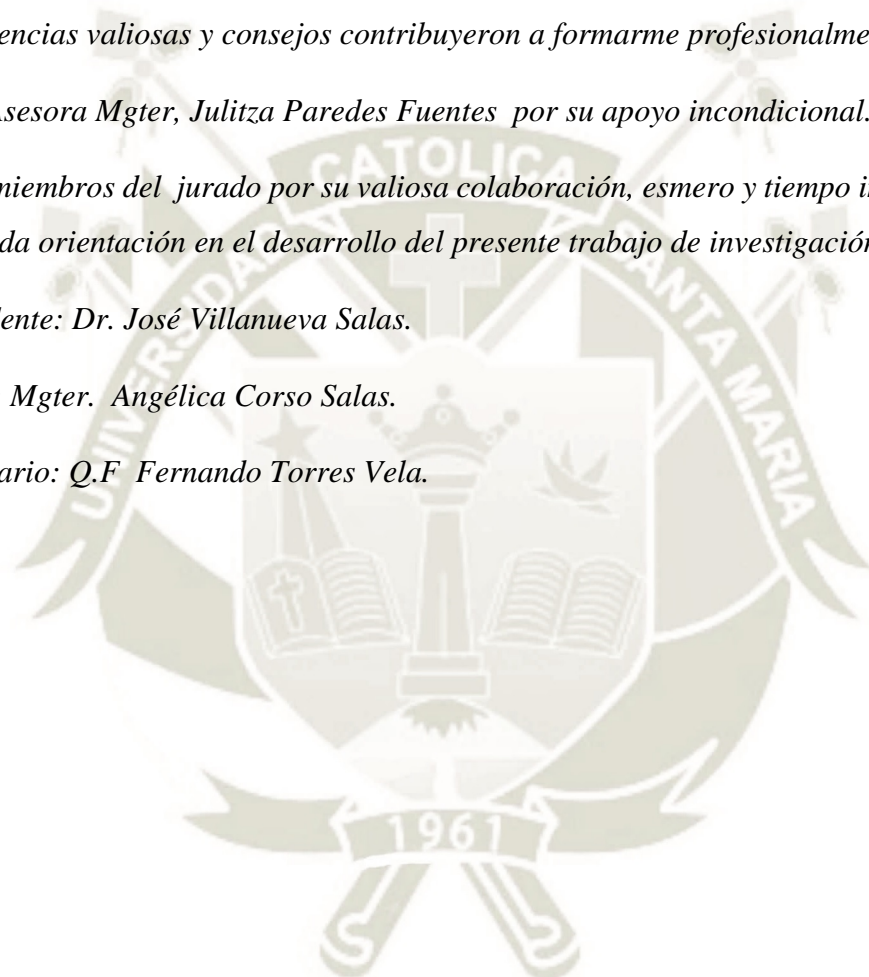 encias valiosas y consejos contribuyeron a formarme profesionalme
Asesora Mgter, Julitza Paredes Fuentes por su apoyo incondicional.
miembros del jurado por su valiosa colaboración, esmero y tiempo i
da orientación en el desarrollo del presente trabajo de investigación
lente: Dr. José Villanueva Salas.
Mgter. Angélica Corso Salas.
ario: Q.F Fernando Torres Vela.
UNIVERSIDAD CATOLICA SANTA MARIA
1961